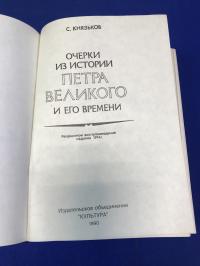 С. КНЯЗЬКОВ
ОЧЕРКИ
ИЗ ИСТОРИИ
ПЕТРА
ВЕЛИКОГО
И ЕГО ВРЕМЕНИ
Репринтное воспроизведение
издания 1914 г.
Издательское объединение
"КУЛЬТУРА"
1990